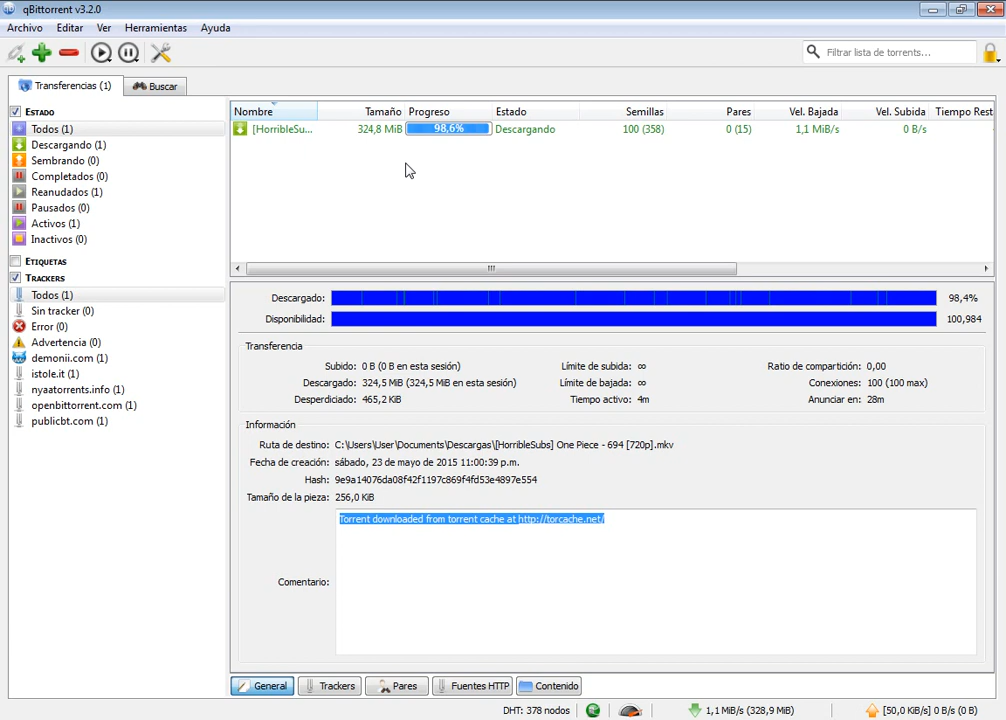 qBittorrent v3.2.0
Archivo Editar Ver Herramientas Ayuda
Filtrar lista de torrents...
Transferencias (1) Buscar
ESTADO
Todos (1)
Descargando (1)
Sembrando (0)
Completados (0)
Reanudados (1)
Pausados (0)
Activos (1)
Inactivos (0)
ETIQUETAS
TRACKERS
Todos (1)
Sin tracker (0)
Error (0)
Advertencia (0)
demonii.com (1)
istole.it (1)
nyaatorrents.info (1)
openbittorrent.com (1)
publicbt.com (1)
Nombre Tamaño Progreso Estado Semillas Pares Vel. Bajada Vel. Subida Tiempo Rest
[HorribleSu... 324,8 MiB 98,6% Descargando 100 (358) 0 (15) 1,1 MiB/s 0 B/s
Descargado: 98,4%
Disponibilidad: 100,984
Transferencia
Subido: 0 B (0 B en esta sesión) Límite de subida: ∞ Ratio de compartición: 0,00
Descargado: 324,5 MiB (324,5 MiB en esta sesión) Límite de bajada: ∞ Conexiones: 100 (100 max)
Desperdiciado: 465,2 KiB Tiempo activo: 4m Anunciar en: 28m
Información
Ruta de destino: C:\Users\User\Documents\Descargas\[HorribleSubs] One Piece - 694 [720p].mkv
Fecha de creación: sábado, 23 de mayo de 2015 11:00:39 p.m.
Hash: 9e9a14076da08f42f1197c869f4fd53e4897e554
Tamaño de la pieza: 256,0 KiB
Torrent downloaded from torrent cache at http://torcache.net/
Comentario:
General Trackers Pares Fuentes HTTP Contenido
DHT: 378 nodos 1,1 MiB/s (328,9 MiB) [50,0 KiB/s] 0 B/s (0 B)